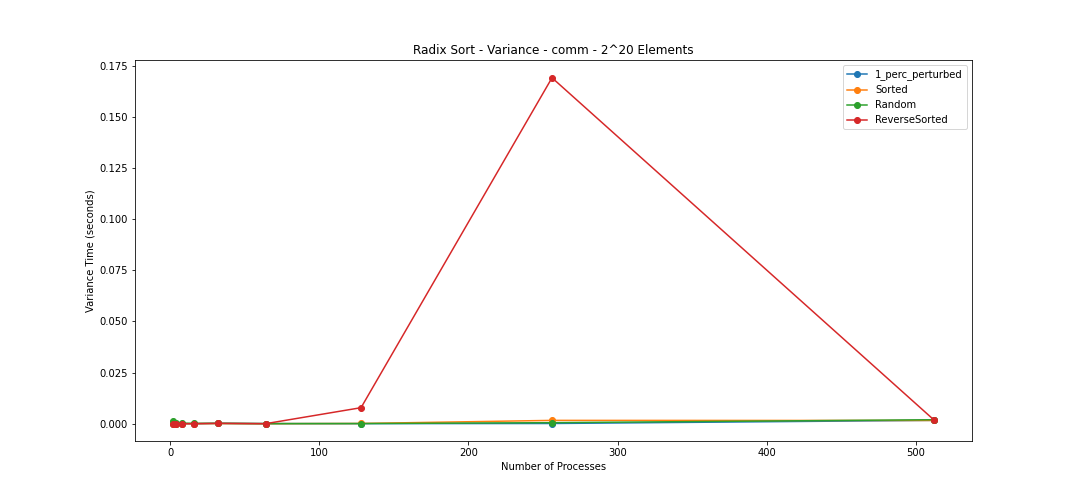 Radix Sort - Variance - comm - 2^20 Elements
0.175
0.150
0.125
0.100
0.075
0.050
0.025
0.000
Variance Time (seconds)
1_perc_perturbed
Sorted
Random
ReverseSorted
0
100
200
300
400
500
Number of Processes